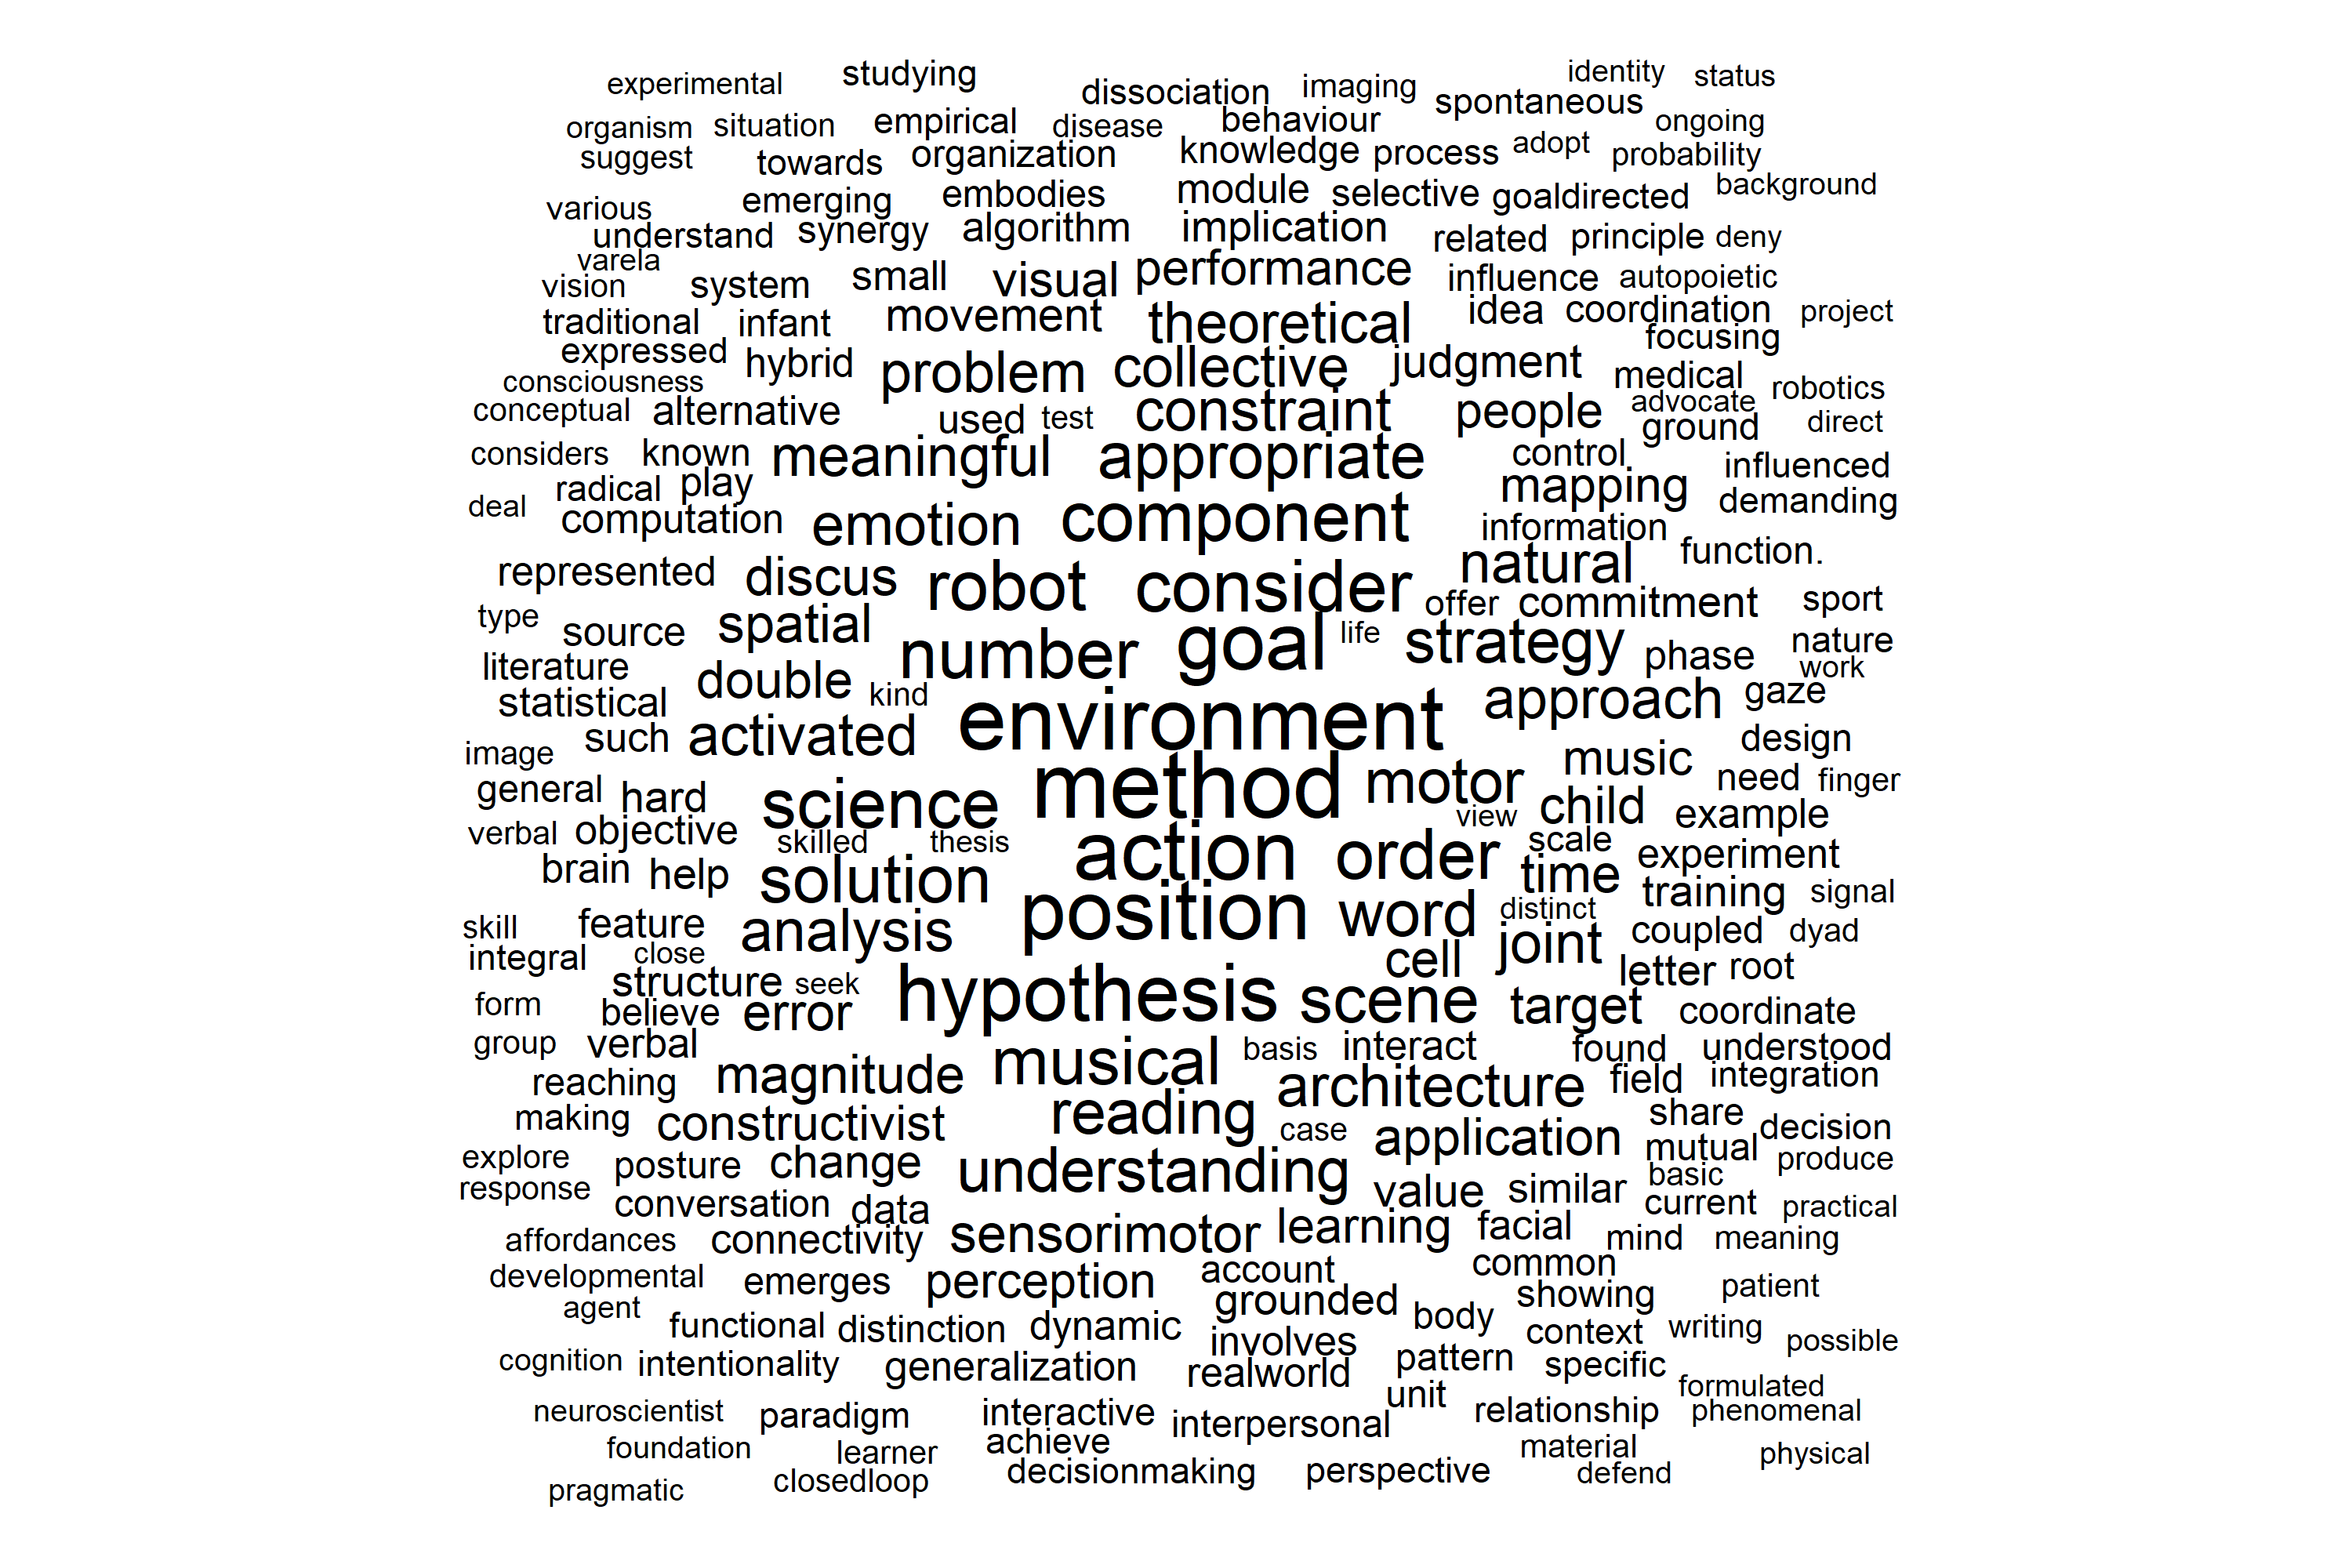 experimental studying dissociation imaging identity status
organism situation empirical disease behaviour spontaneous ongoing
suggest towards organization knowledge process adopt probability
various emerging embodies module selective goaldirected background
understand synergy algorithm implication related principle deny
varela
vision system small visual performance influence autopoietic
traditional infant movement theoretical idea coordination project
expressed hybrid problem collective judgment focusing
consciousness medical robotics
conceptual alternative used test constraint people advocate
ground direct
considers known meaningful appropriate control influenced
deal radical play mapping demanding
computation emotion component information
represented discus robot consider natural function.
type source spatial offer commitment sport
number goal life strategy phase nature
literature double kind work
statistical environment approach gaze
image such activated design
general hard science method motor music need finger
verbal objective skilled thesis view child example
brain help solution action order scale experiment
time training signal
skill feature analysis position word distinct coupled dyad
integral close cell joint letter root
structure seek
form believe error hypothesis scene target coordinate
group verbal musical basis interact found understood
reaching magnitude architecture field integration
making constructivist reading case application share decision
mutual
explore posture change understanding basic produce
response conversation data value similar current practical
affordances connectivity sensorimotor learning facial mind meaning
developmental emerges perception account common patient
agent grounded showing
functional distinction dynamic involves body context writing possible
cognition intentionality generalization realworld pattern specific
unit formulated
neuroscientist paradigm interactive interpersonal relationship phenomenal
foundation learner achieve material physical
pragmatic closedloop decisionmaking perspective defend